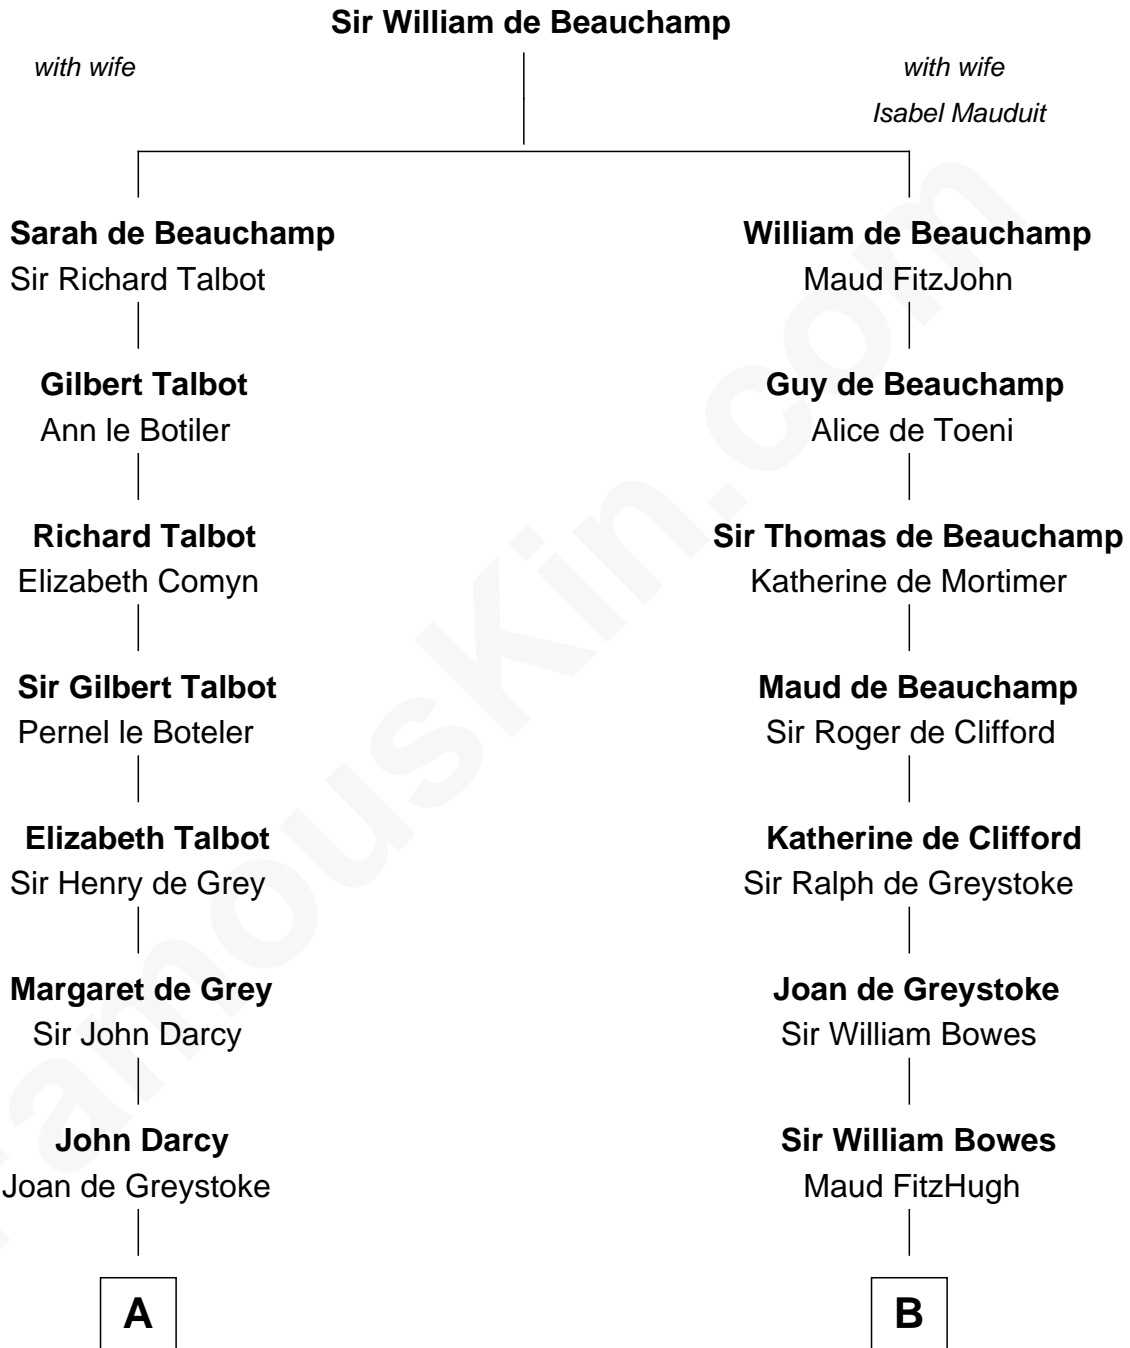 Sir William de Beauchamp
with wife
with wife
Isabel Mauduit
Sarah de Beauchamp
Sir Richard Talbot
William de Beauchamp
Maud FitzJohn
Gilbert Talbot
Ann le Botiler
Guy de Beauchamp
Alice de Toeni
Richard Talbot
Elizabeth Comyn
Sir Thomas de Beauchamp
Katherine de Mortimer
Sir Gilbert Talbot
Pernel le Boteler
Maud de Beauchamp
Sir Roger de Clifford
Elizabeth Talbot
Sir Henry de Grey
Katherine de Clifford
Sir Ralph de Greystoke
Margaret de Grey
Sir John Darcy
Joan de Greystoke
Sir William Bowes
John Darcy
Joan de Greystoke
Sir William Bowes
Maud FitzHugh
A
B
FamousKin.com